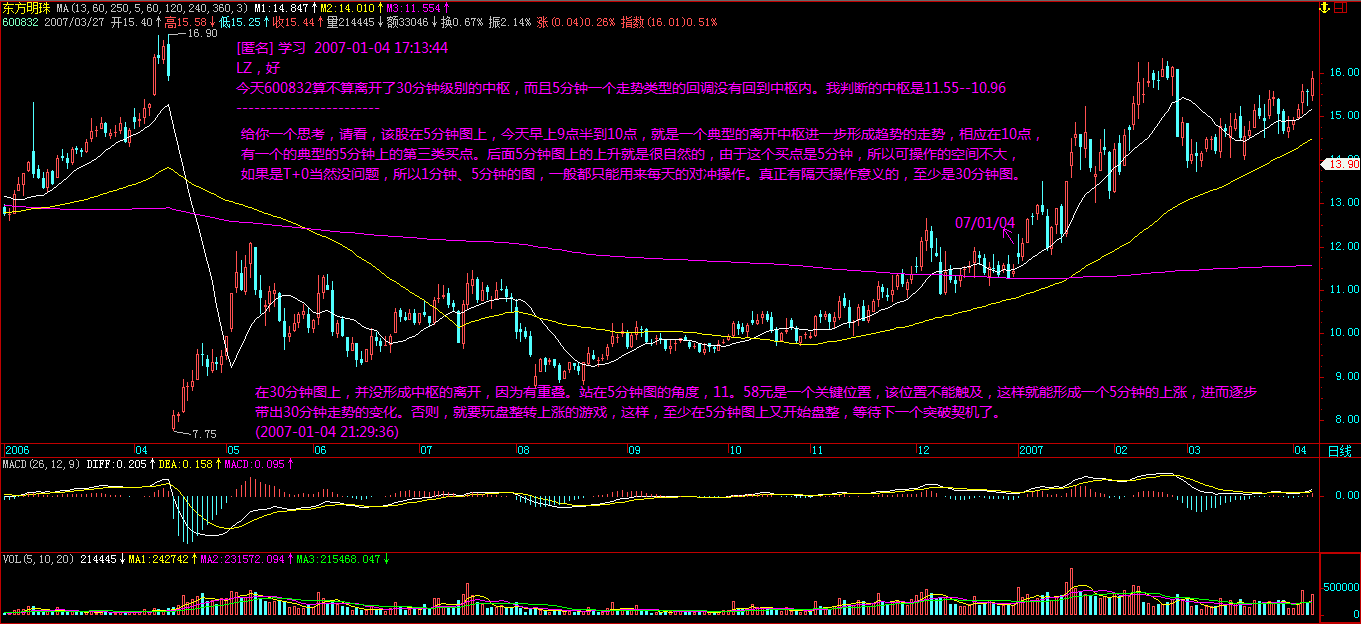 东方明珠 MA(13,60,250,5,60,120,240,360,3) M1:14.847↑M2:14.010↑M3:11.554↑
600832 2007/03/27 开15.40↑高15.58↓低15.25↑收15.44↑量214445↓额33046↓换0.67% 振2.14% 涨(0.04)0.26% 指数(16.01)0.51%
16.90
[匿名] 学习 2007-01-04 17:13:44
LZ，好
今天600832算不算离开了30分钟级别的中枢，而且5分钟一个走势类型的回调没有回到中枢内。我判断的中枢是11.55--10.96
------------------------
给你一个思考，请看，该股在5分钟图上，今天早上9点半到10点，就是一个典型的离开中枢进一步形成趋势的走势，相应在10点，
有一个的典型的5分钟上的第三类买点。后面5分钟图上的上升就是很自然的，由于这个买点是5分钟，所以可操作的空间不大，
如果是T+0当然没问题，所以1分钟、5分钟的图，一般都只能用来每天的对冲操作。真正有隔天操作意义的，至少是30分钟图。
07/01/04
在30分钟图上，并没形成中枢的离开，因为有重叠。站在5分钟图的角度，11。58元是一个关键位置，该位置不能触及，这样就能形成一个5分钟的上涨，进而逐步
带出30分钟走势的变化。否则，就要玩盘整转上涨的游戏，这样，至少在5分钟图上又开始盘整，等待下一个突破契机了。
(2007-01-04 21:29:36)
7.75
16.00
15.00
13.90
13.00
12.00
11.00
10.00
9.00
8.00
2006 04 05 06 07 08 09 10 11 12 2007 02 03 04 日线
MACD(26,12,9) DIFF:0.205↑DEA:0.158↑MACD:0.095↑
0.00
VOL(5,10,20) 214445↓MA1:242742↑MA2:231572.094↑MA3:215468.047↓
500000
0